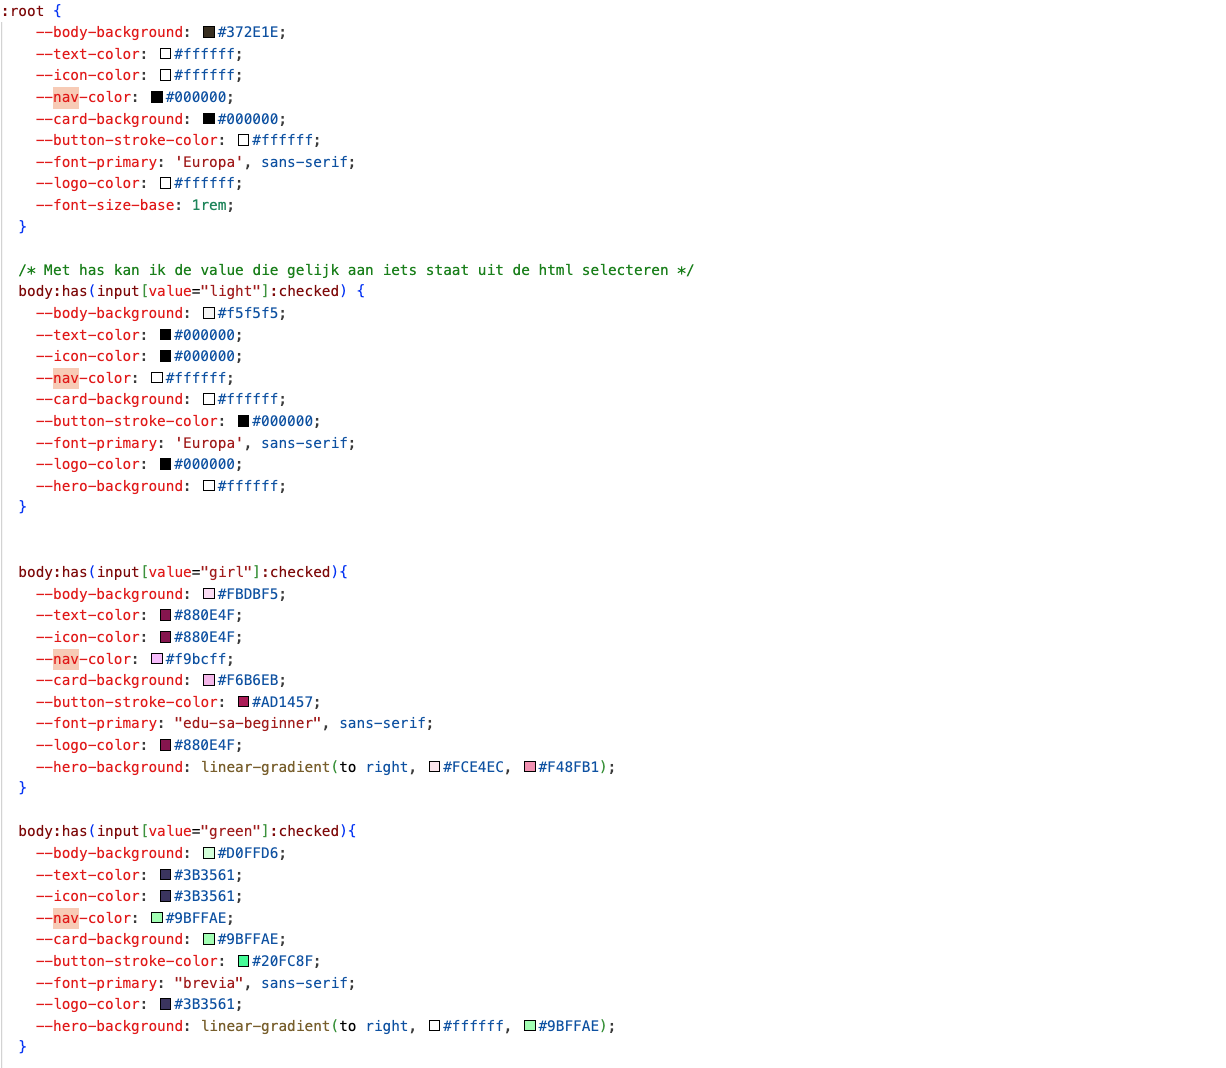 :root {
--body-background: #372E1E;
--text-color: #ffffff;
--icon-color: #ffffff;
--nav-color: #000000;
--card-background: #000000;
--button-stroke-color: #ffffff;
--font-primary: 'Europa', sans-serif;
--logo-color: #ffffff;
--font-size-base: 1rem;
}
/* Met has kan ik de value die gelijk aan iets staat uit de html selecteren */
body:has(input[value="light"]:checked) {
--body-background: #f5f5f5;
--text-color: #000000;
--icon-color: #000000;
--nav-color: #ffffff;
--card-background: #ffffff;
--button-stroke-color: #000000;
--font-primary: 'Europa', sans-serif;
--logo-color: #000000;
--hero-background: #ffffff;
}
body:has(input[value="girl"]:checked){
--body-background: #FBDBF5;
--text-color: #880E4F;
--icon-color: #880E4F;
--nav-color: #f9bcff;
--card-background: #F6B6EB;
--button-stroke-color: #AD1457;
--font-primary: "edu-sa-beginner", sans-serif;
--logo-color: #880E4F;
--hero-background: linear-gradient(to right, #FCE4EC, #F48FB1);
}
body:has(input[value="green"]:checked){
--body-background: #D0FFD6;
--text-color: #3B3561;
--icon-color: #3B3561;
--nav-color: #9BFFAE;
--card-background: #9BFFAE;
--button-stroke-color: #20FC8F;
--font-primary: "brevia", sans-serif;
--logo-color: #3B3561;
--hero-background: linear-gradient(to right, #ffffff, #9BFFAE);
}